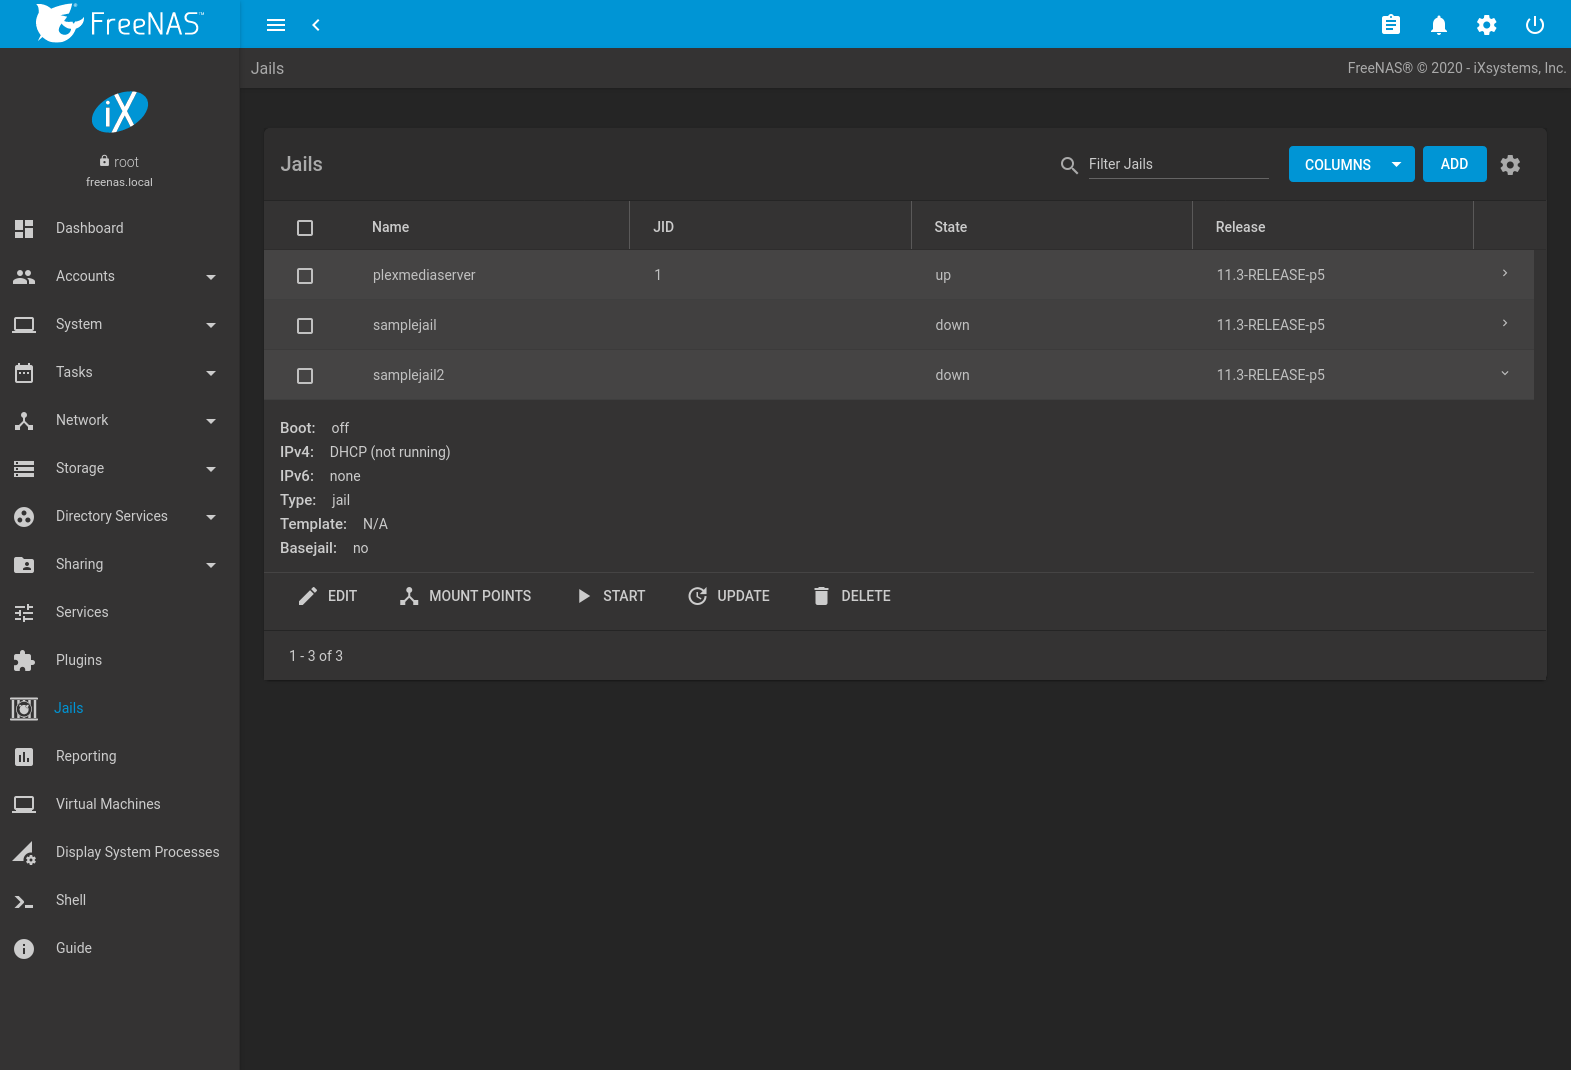 FreeNAS™
Jails
FreeNAS® © 2020 - iXsystems, Inc.
iX
root
freenas.local
Dashboard
Accounts
System
Tasks
Network
Storage
Directory Services
Sharing
Services
Plugins
Jails
Reporting
Virtual Machines
Display System Processes
Shell
Guide
Jails
Filter Jails
COLUMNS
ADD
Name JID State Release
plexmediaserver 1 up 11.3-RELEASE-p5
samplejail down 11.3-RELEASE-p5
samplejail2 down 11.3-RELEASE-p5
Boot: off
IPv4: DHCP (not running)
IPv6: none
Type: jail
Template: N/A
Basejail: no
EDIT MOUNT POINTS START UPDATE DELETE
1 - 3 of 3